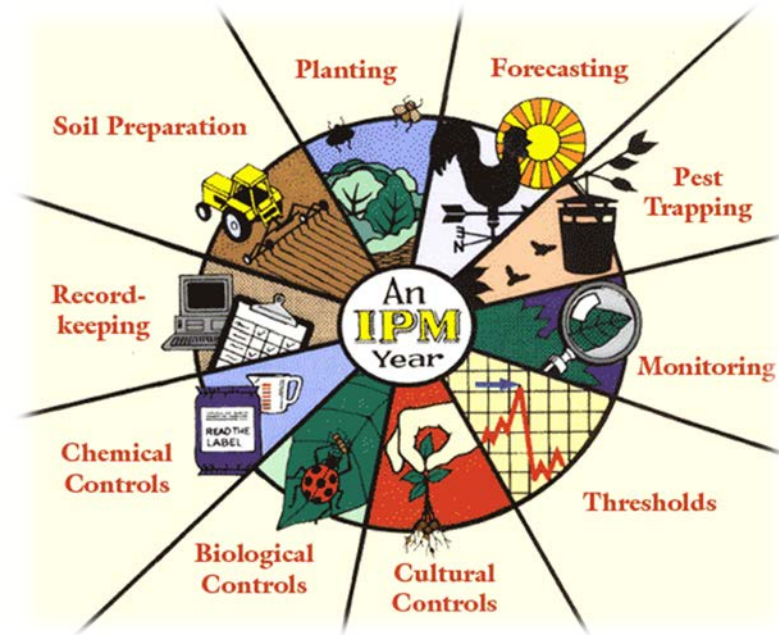 An
IPM
Year
Planting
Forecasting
Pest
Trapping
Monitoring
Thresholds
Cultural
Controls
Biological
Controls
Chemical
Controls
READ THE
LABEL
Record-
keeping
Soil Preparation